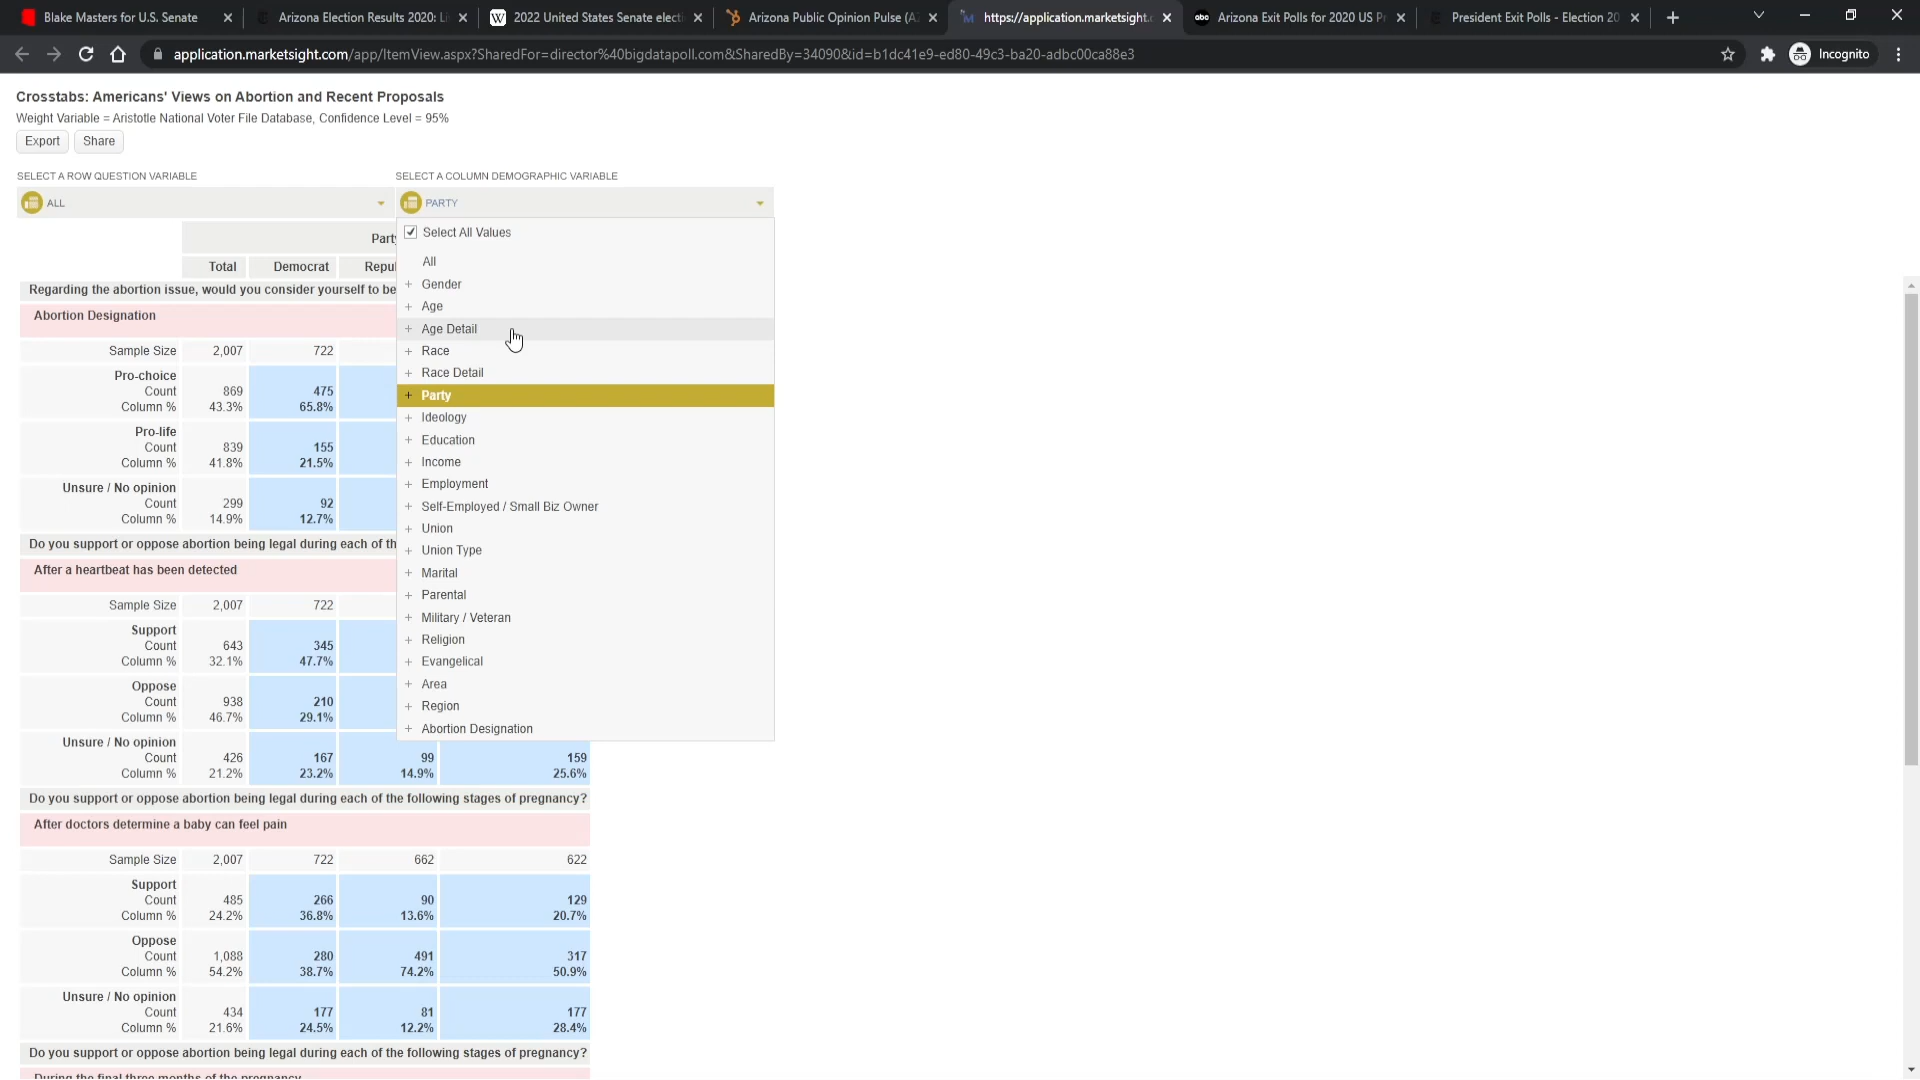 Blake Masters for U.S. Senate
Arizona Election Results 2020: Li
2022 United States Senate electi
Arizona Public Opinion Pulse (AZ
https://application.marketsight.c
Arizona Exit Polls for 2020 US Pr
President Exit Polls - Election 20
application.marketsight.com/app/ItemView.aspx?SharedFor=director%40bigdatapoll.com&SharedBy=34090&id=b1dc41e9-ed80-49c3-ba20-adbc00ca88e3
Incognito
Crosstabs: Americans' Views on Abortion and Recent Proposals
Weight Variable = Aristotle National Voter File Database, Confidence Level = 95%
Export Share
SELECT A ROW QUESTION VARIABLE
SELECT A COLUMN DEMOGRAPHIC VARIABLE
ALL
PARTY
Party
Total Democrat Repul
Regarding the abortion issue, would you consider yourself to be
Abortion Designation
Sample Size 2,007 722
Pro-choice
Count 869 475
Column % 43.3% 65.8%
Pro-life
Count 839 155
Column % 41.8% 21.5%
Unsure / No opinion
Count 299 92
Column % 14.9% 12.7%
Do you support or oppose abortion being legal during each of th
After a heartbeat has been detected
Sample Size 2,007 722
Support
Count 643 345
Column % 32.1% 47.7%
Oppose
Count 938 210
Column % 46.7% 29.1%
Unsure / No opinion
Count 426 167 99 159
Column % 21.2% 23.2% 14.9% 25.6%
Select All Values
All
+ Gender
+ Age
+ Age Detail
+ Race
+ Race Detail
+ Party
+ Ideology
+ Education
+ Income
+ Employment
+ Self-Employed / Small Biz Owner
+ Union
+ Union Type
+ Marital
+ Parental
+ Military / Veteran
+ Religion
+ Evangelical
+ Area
+ Region
+ Abortion Designation
Do you support or oppose abortion being legal during each of the following stages of pregnancy?
After doctors determine a baby can feel pain
Sample Size 2,007 722 662 622
Support
Count 485 266 90 129
Column % 24.2% 36.8% 13.6% 20.7%
Oppose
Count 1,088 280 491 317
Column % 54.2% 38.7% 74.2% 50.9%
Unsure / No opinion
Count 434 177 81 177
Column % 21.6% 24.5% 12.2% 28.4%
Do you support or oppose abortion being legal during each of the following stages of pregnancy?
During the final three months of the pregnancy